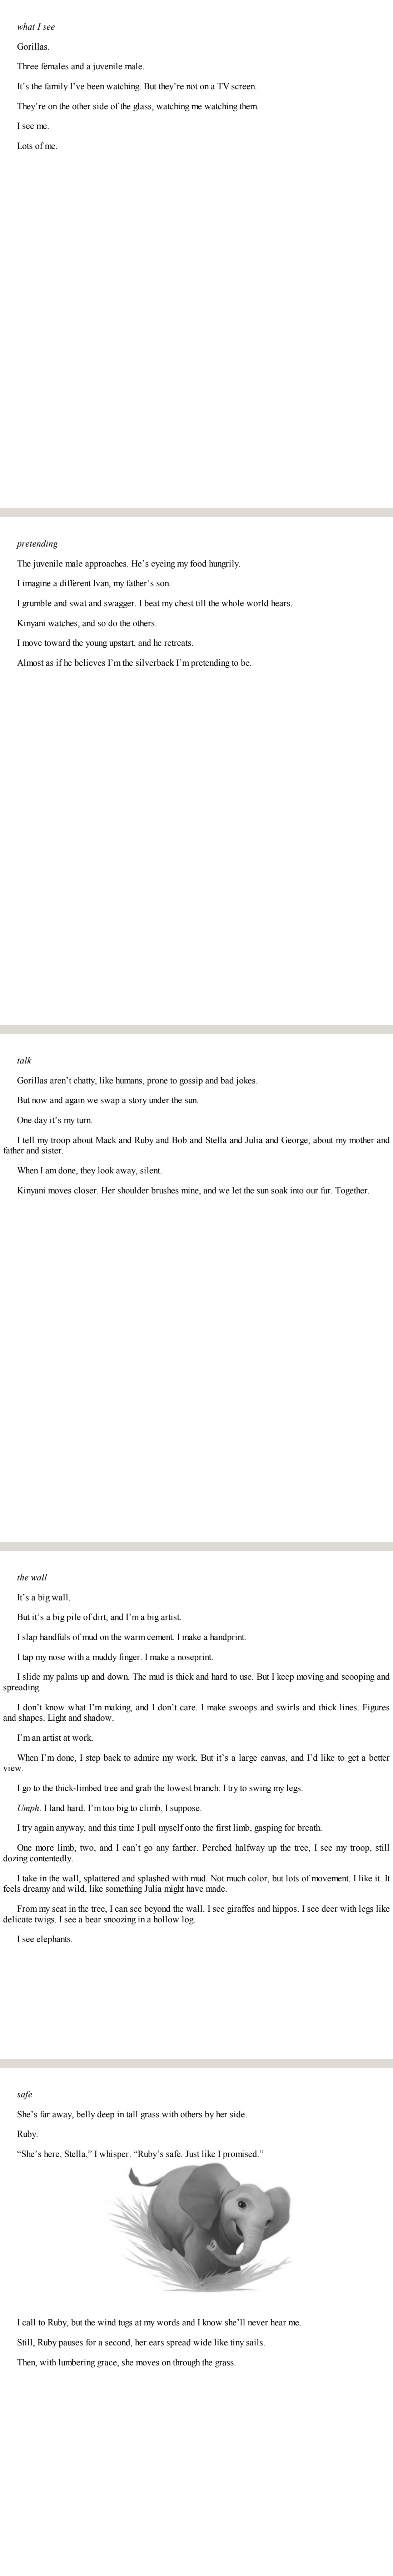 what I see
Gorillas.
Three females and a juvenile male.
It’s the family I’ve been watching. But they’re not on a TV screen.
They’re on the other side of the glass, watching me watching them.
I see me.
Lots of me.
pretending
The juvenile male approaches. He’s eyeing my food hungrily.
I imagine a different Ivan, my father’s son.
I grumble and swat and swagger. I beat my chest till the whole world hears.
Kinyani watches, and so do the others.
I move toward the young upstart, and he retreats.
Almost as if he believes I’m the silverback I’m pretending to be.
talk
Gorillas aren’t chatty, like humans, prone to gossip and bad jokes.
But now and again we swap a story under the sun.
One day it’s my turn.
I tell my troop about Mack and Ruby and Bob and Stella and Julia and George, about my mother and
father and sister.
When I am done, they look away, silent.
Kinyani moves closer. Her shoulder brushes mine, and we let the sun soak into our fur. Together.
the wall
It’s a big wall.
But it’s a big pile of dirt, and I’m a big artist.
I slap handfuls of mud on the warm cement. I make a handprint.
I tap my nose with a muddy finger. I make a noseprint.
I slide my palms up and down. The mud is thick and hard to use. But I keep moving and scooping and
spreading.
I don’t know what I’m making, and I don’t care. I make swoops and swirls and thick lines. Figures
and shapes. Light and shadow.
I’m an artist at work.
When I’m done, I step back to admire my work. But it’s a large canvas, and I’d like to get a better
view.
I go to the thick-limbed tree and grab the lowest branch. I try to swing my legs.
Umph. I land hard. I’m too big to climb, I suppose.
I try again anyway, and this time I pull myself onto the first limb, gasping for breath.
One more limb, two, and I can’t go any farther. Perched halfway up the tree, I see my troop, still
dozing contentedly.
I take in the wall, splattered and splashed with mud. Not much color, but lots of movement. I like it. It
feels dreamy and wild, like something Julia might have made.
From my seat in the tree, I can see beyond the wall. I see giraffes and hippos. I see deer with legs like
delicate twigs. I see a bear snoozing in a hollow log.
I see elephants.
safe
She’s far away, belly deep in tall grass with others by her side.
Ruby.
“She’s here, Stella,” I whisper. “Ruby’s safe. Just like I promised.”
I call to Ruby, but the wind tugs at my words and I know she’ll never hear me.
Still, Ruby pauses for a second, her ears spread wide like tiny sails.
Then, with lumbering grace, she moves on through the grass.